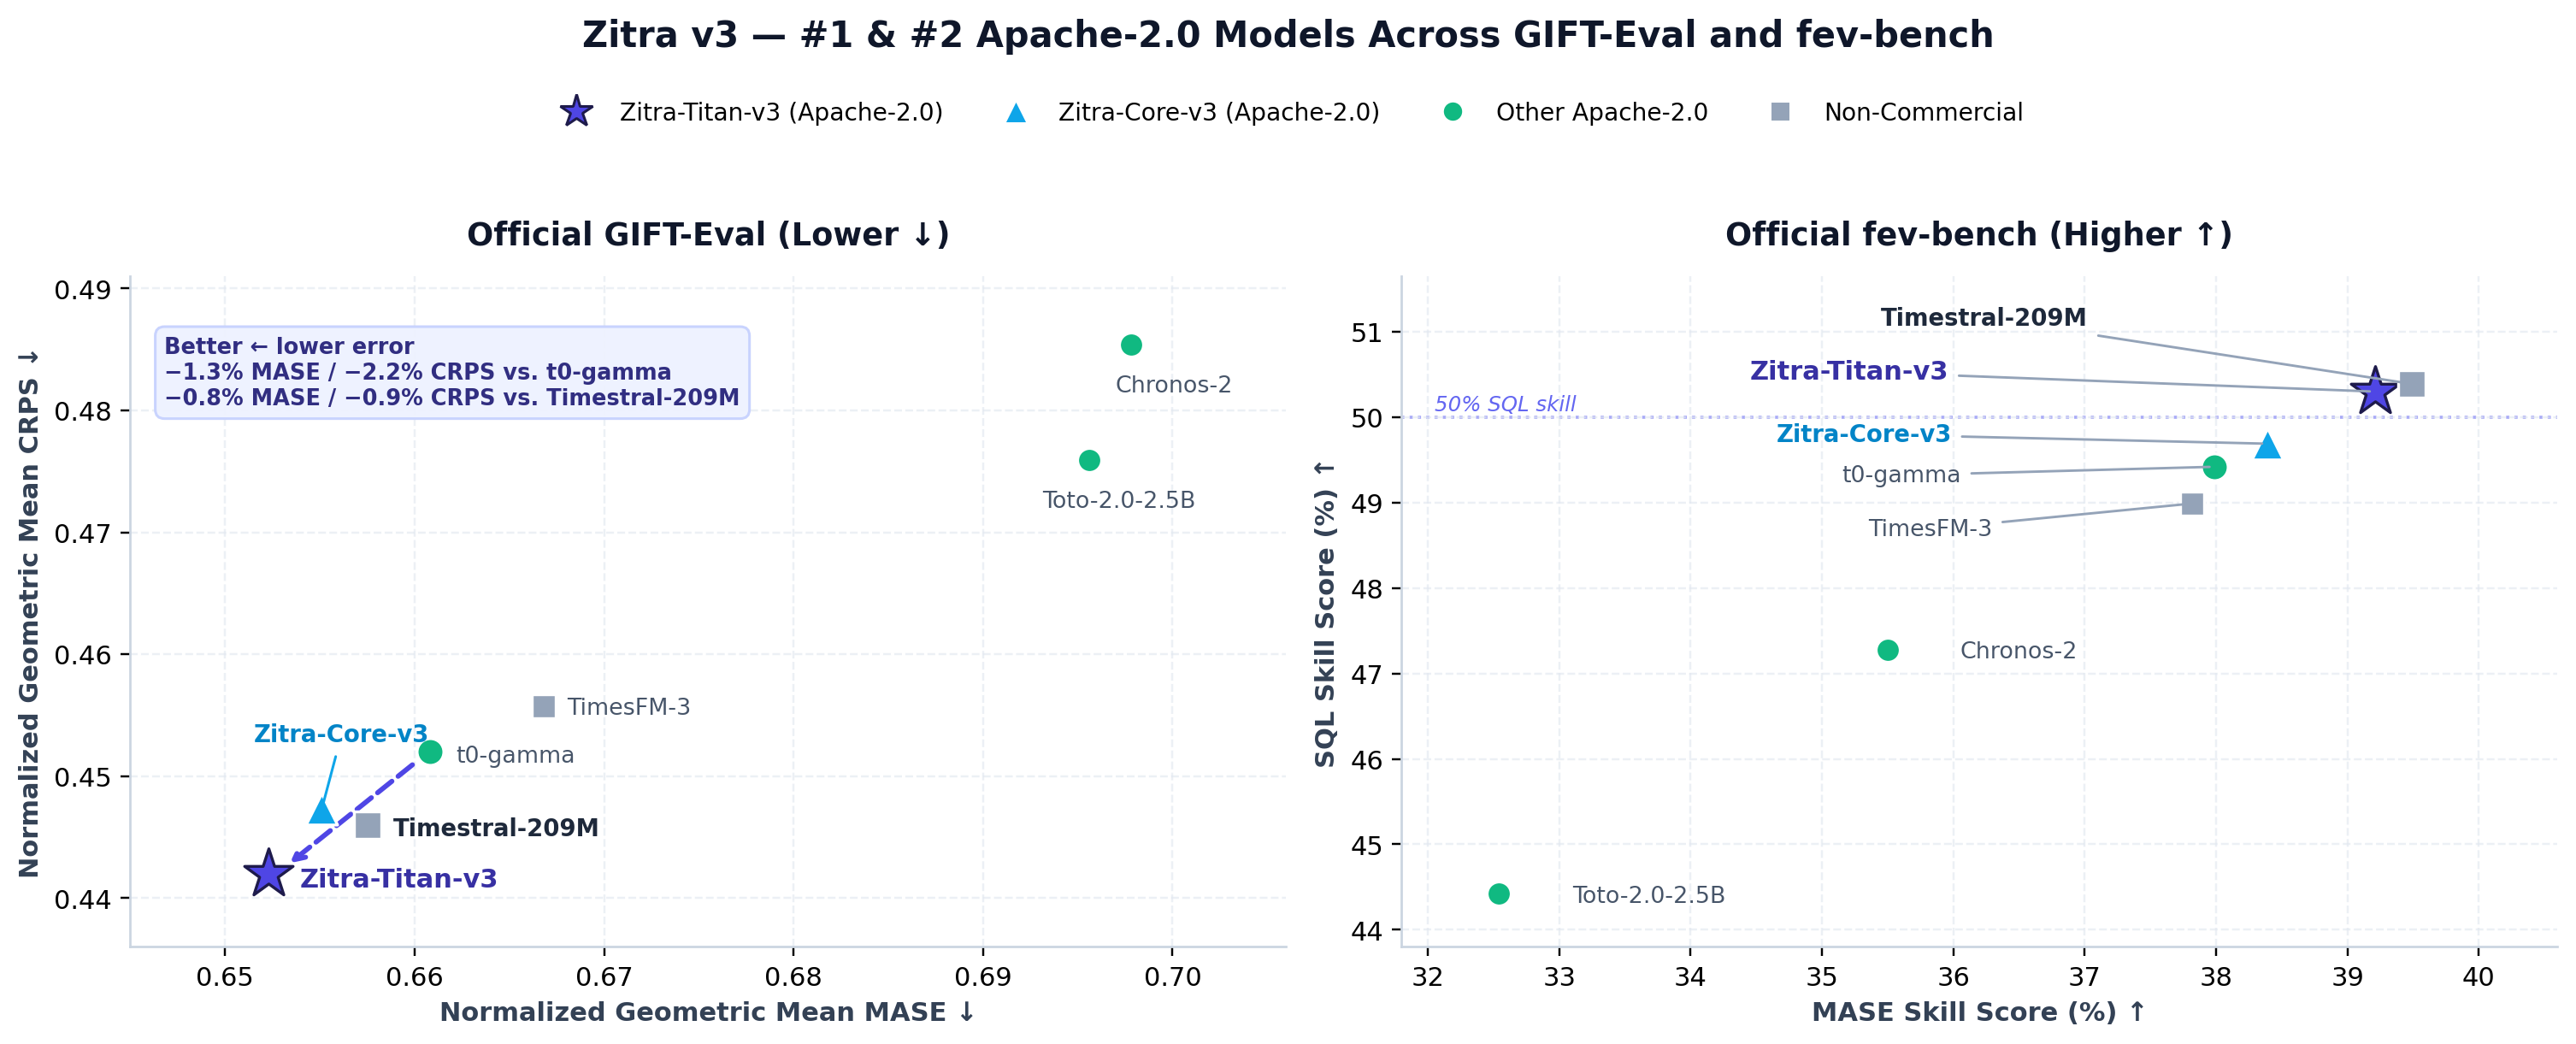 Zitra v3 — #1 & #2 Apache-2.0 Models Across GIFT-Eval and fev-bench
Zitra-Titan-v3 (Apache-2.0)
Zitra-Core-v3 (Apache-2.0)
Other Apache-2.0
Non-Commercial
Official GIFT-Eval (Lower ↓)
Normalized Geometric Mean CRPS ↓
0.49
0.48
0.47
0.46
0.45
0.44
Better ← lower error
−1.3% MASE / −2.2% CRPS vs. t0-gamma
−0.8% MASE / −0.9% CRPS vs. Timestral-209M
Chronos-2
Toto-2.0-2.5B
TimesFM-3
Zitra-Core-v3
t0-gamma
Timestral-209M
Zitra-Titan-v3
0.65
0.66
0.67
0.68
0.69
0.70
Normalized Geometric Mean MASE ↓
Official fev-bench (Higher ↑)
SQL Skill Score (%) ↑
51
50
49
48
47
46
45
44
Timestral-209M
Zitra-Titan-v3
50% SQL skill
Zitra-Core-v3
t0-gamma
TimesFM-3
Chronos-2
Toto-2.0-2.5B
32
33
34
35
36
37
38
39
40
MASE Skill Score (%) ↑